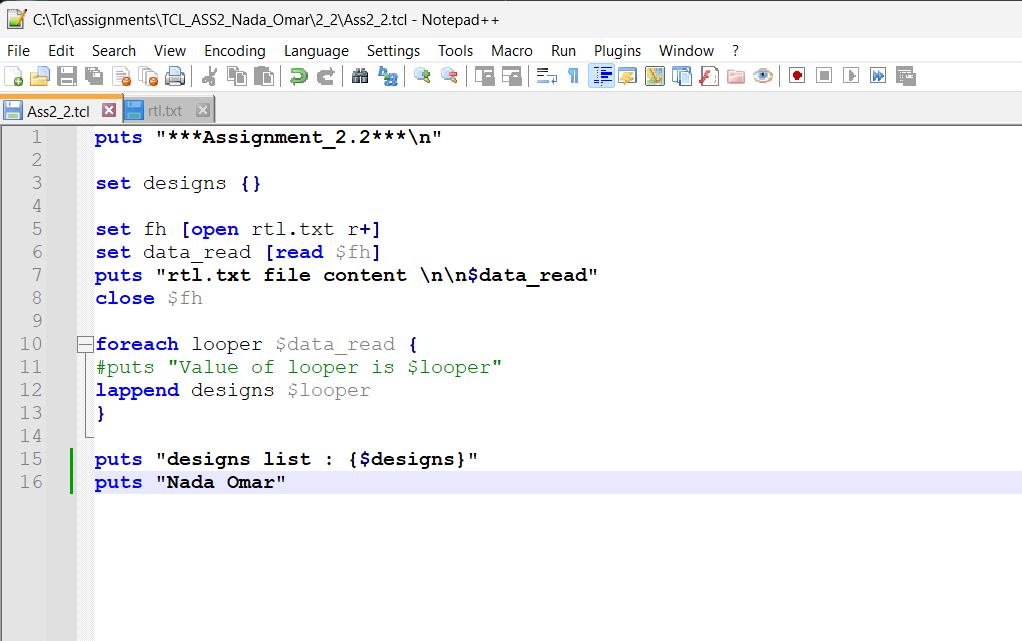 C:\Tcl\assignments\TCL_ASS2_Nada_Omar\2_2\Ass2_2.tcl - Notepad++
File Edit Search View Encoding Language Settings Tools Macro Run Plugins Window ?
Ass2_2.tcl rtl.txt
1 puts "***Assignment_2.2***\n"
2
3 set designs {}
4
5 set fh [open rtl.txt r+]
6 set data_read [read $fh]
7 puts "rtl.txt file content \n\n$data_read"
8 close $fh
9
10 foreach looper $data_read {
11 #puts "Value of looper is $looper"
12 lappend designs $looper
13 }
14
15 puts "designs list : {$designs}"
16 puts "Nada Omar"